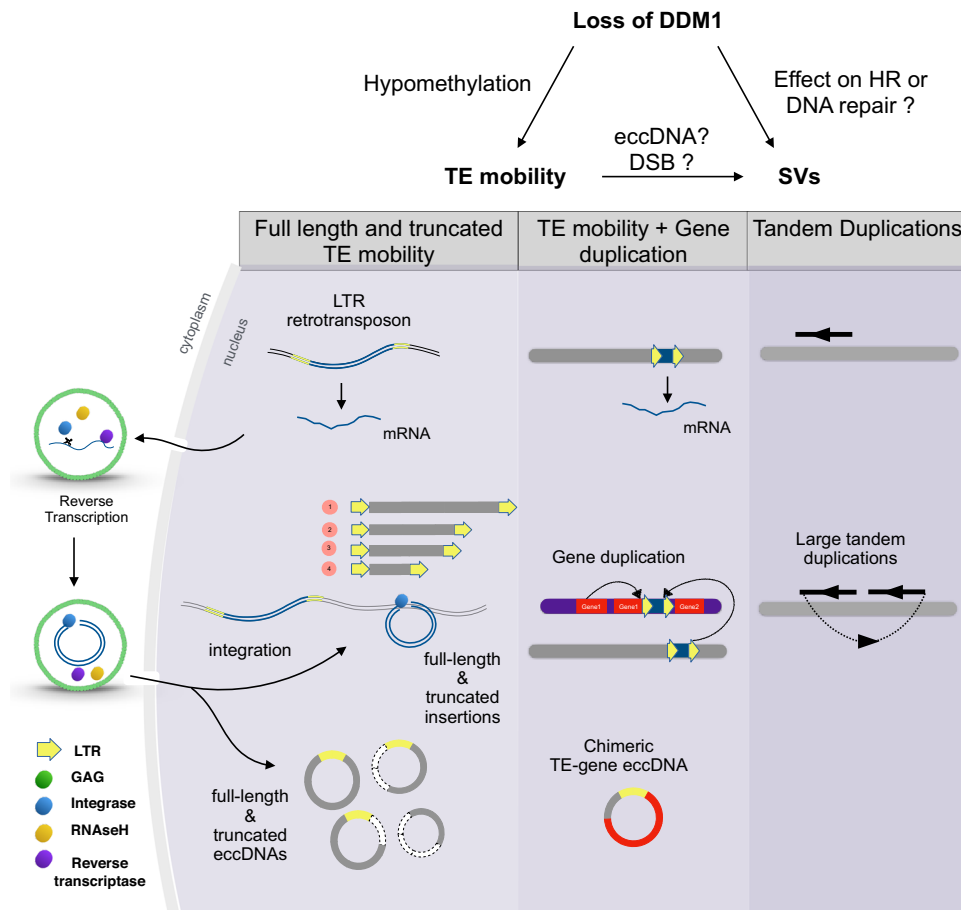 Loss of DDM1
Hypomethylation
Effect on HR or
DNA repair ?
eccDNA?
DSB ?
TE mobility
SVs
Full length and truncated
TE mobility
TE mobility + Gene
duplication
Tandem Duplications
cytoplasm
nucleus
LTR
retrotransposon
mRNA
mRNA
Reverse
Transcription
1
2
3
4
Gene duplication
Large tandem
duplications
Gene1
Gene1
Gene2
integration
full-length
&
truncated
insertions
LTR
GAG
Integrase
RNAseH
Reverse
transcriptase
full-length
&
truncated
eccDNAs
Chimeric
TE-gene eccDNA